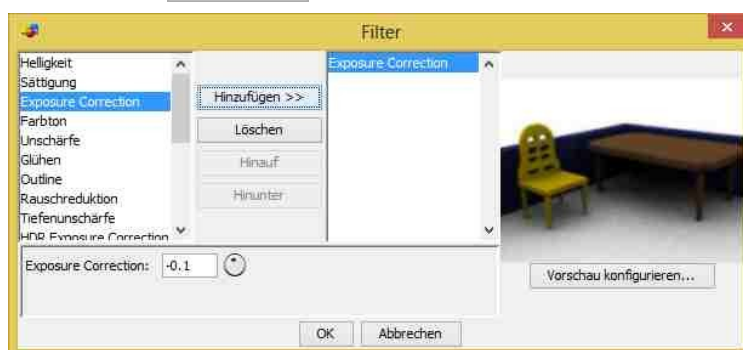 Filter
Helligkeit
Sättigung
Exposure Correction
Farbton
Unschärfe
Glühen
Outline
Rauschreduktion
Tiefenunschärfe
HDR Exposure Correction
Hinzufügen >>
Löschen
Hinauf
Hinunter
Exposure Correction
Exposure Correction: -0.1
Vorschau konfigurieren...
OK Abbrechen